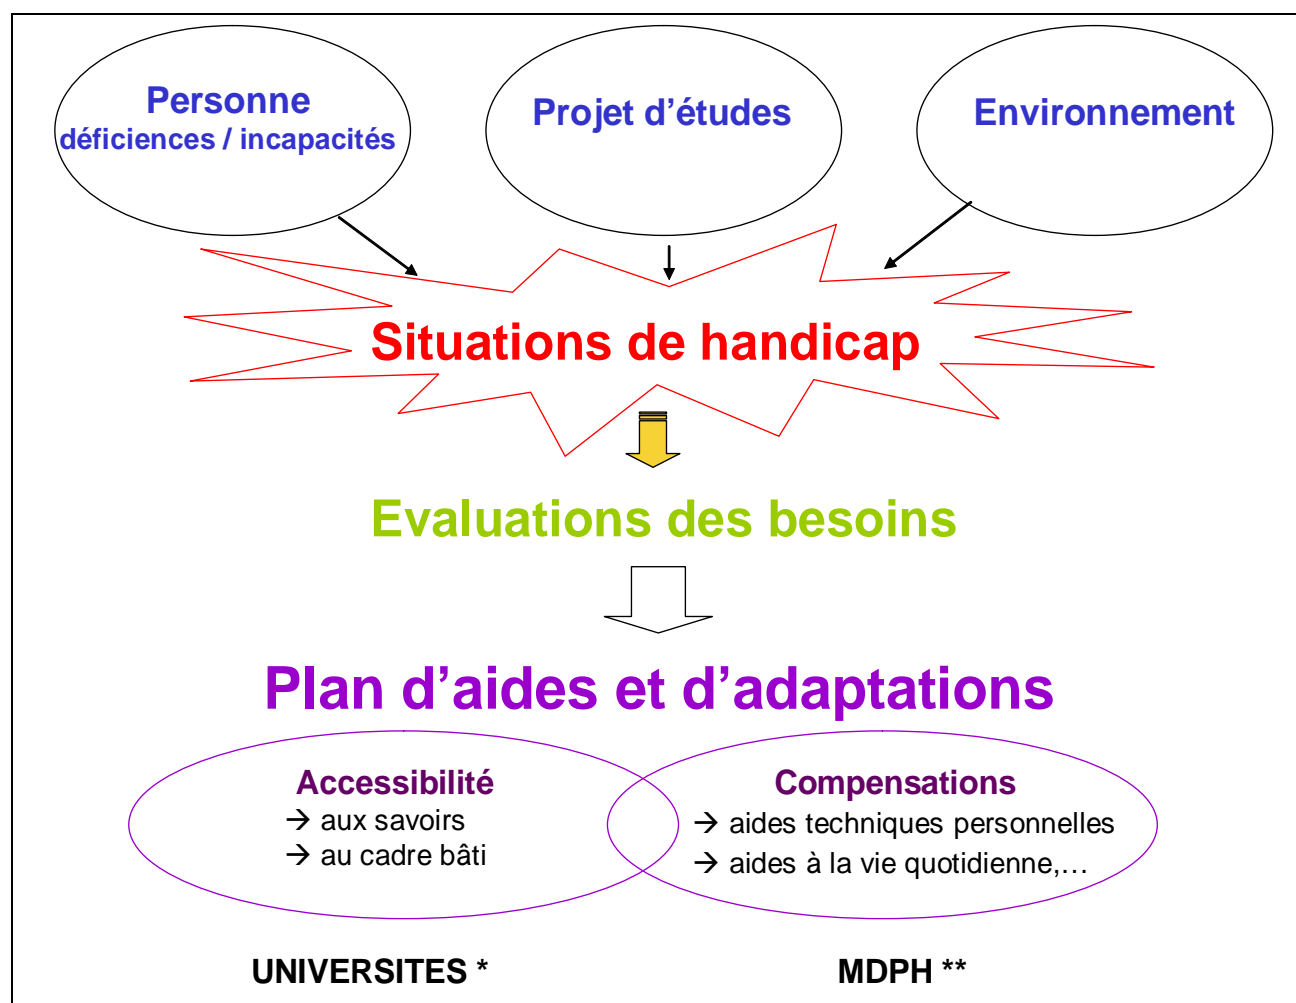 Personne
déficiences / incapacités
Projet d'études
Environnement
Situations de handicap
Evaluations des besoins
Plan d'aides et d'adaptations
Accessibilité
→ aux savoirs
→ au cadre bâti
Compensations
→ aides techniques personnelles
→ aides à la vie quotidienne,…
UNIVERSITES *
MDPH **